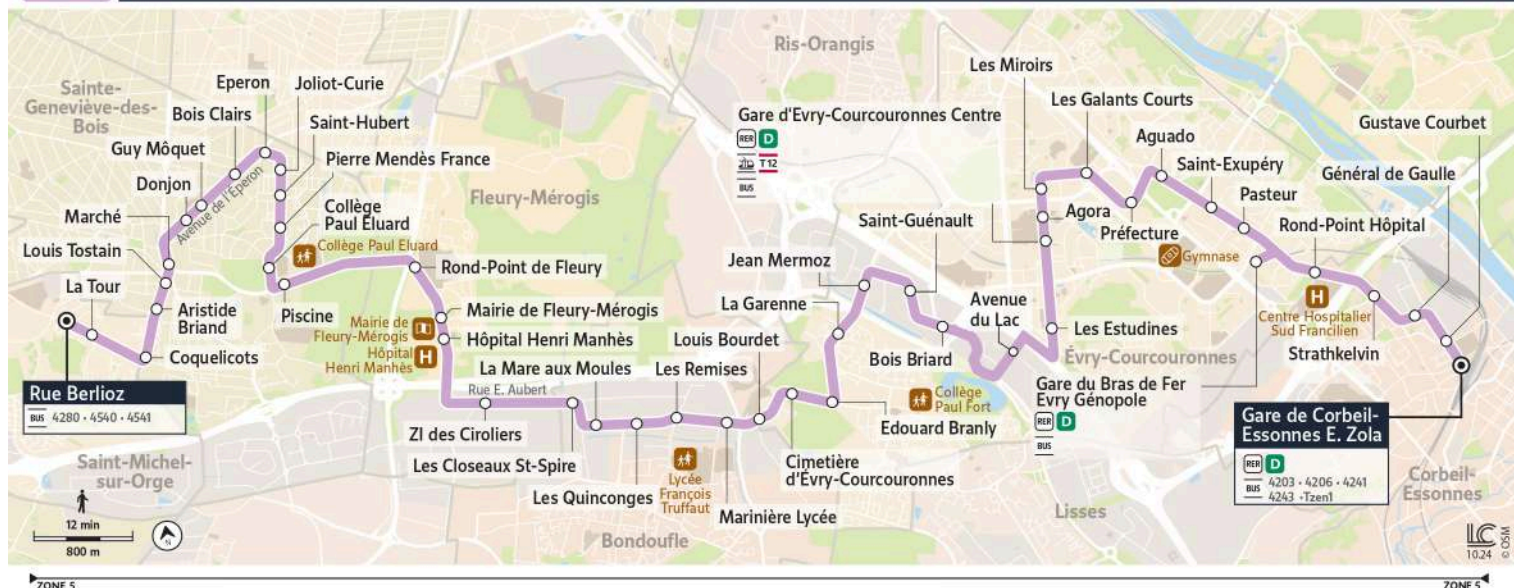 Ris-Orangis
Sainte-
Geneviève-des-
Bois
Eperon
Joliot-Curie
Bois Clairs
Saint-Hubert
Guy Môquet
Pierre Mendès France
Donjon
Avenue de l'Éperon
Marché
Collège
Paul Éluard
Collège Paul Eluard
Louis Tostain
La Tour
Aristide
Briand
Piscine
Coquelicots
Rue Berlioz
BUS 4280 • 4540 • 4541
Saint-Michel-
sur-Orge
12 min
800 m
N
Fleury-Mérogis
Rond-Point de Fleury
Mairie de Fleury-Mérogis
Mairie de
Fleury-Mérogis
H
Hôpital
Henri Manhès
Hôpital Henri Manhès
Rue E. Aubert
La Mare aux Moules
Les Remises
Louis Bourdet
ZI des Ciroliers
Les Closeaux St-Spire
Les Quinconges
Lycée
François
Truffaut
Marinière Lycée
Bondoufle
Cimetière
d'Évry-Courcouronnes
Edouard Branly
La Garenne
Jean Mermoz
Saint-Guénault
Bois Briard
Collège
Paul Fort
Avenue
du Lac
Gare d'Evry-Courcouronnes Centre
RER D
T12
BUS
Les Estudines
Évry-Courcouronnes
Les Miroirs
Agora
Les Galants Courts
Préfecture
Aguado
Saint-Exupéry
Pasteur
Gymnase
Gare du Bras de Fer
Evry Génopole
RER D
BUS
Rond-Point Hôpital
H
Centre Hospitalier
Sud Francilien
Strathkelvin
Général de Gaulle
Gustave Courbet
Gare de Corbeil-
Essonnes E. Zola
RER D
BUS 4203 • 4206 • 4241
4243 •Tzen1
Corbeil-
Essonnes
Lisses
LC
10.24
© OSM
ZONE 5
ZONE 5